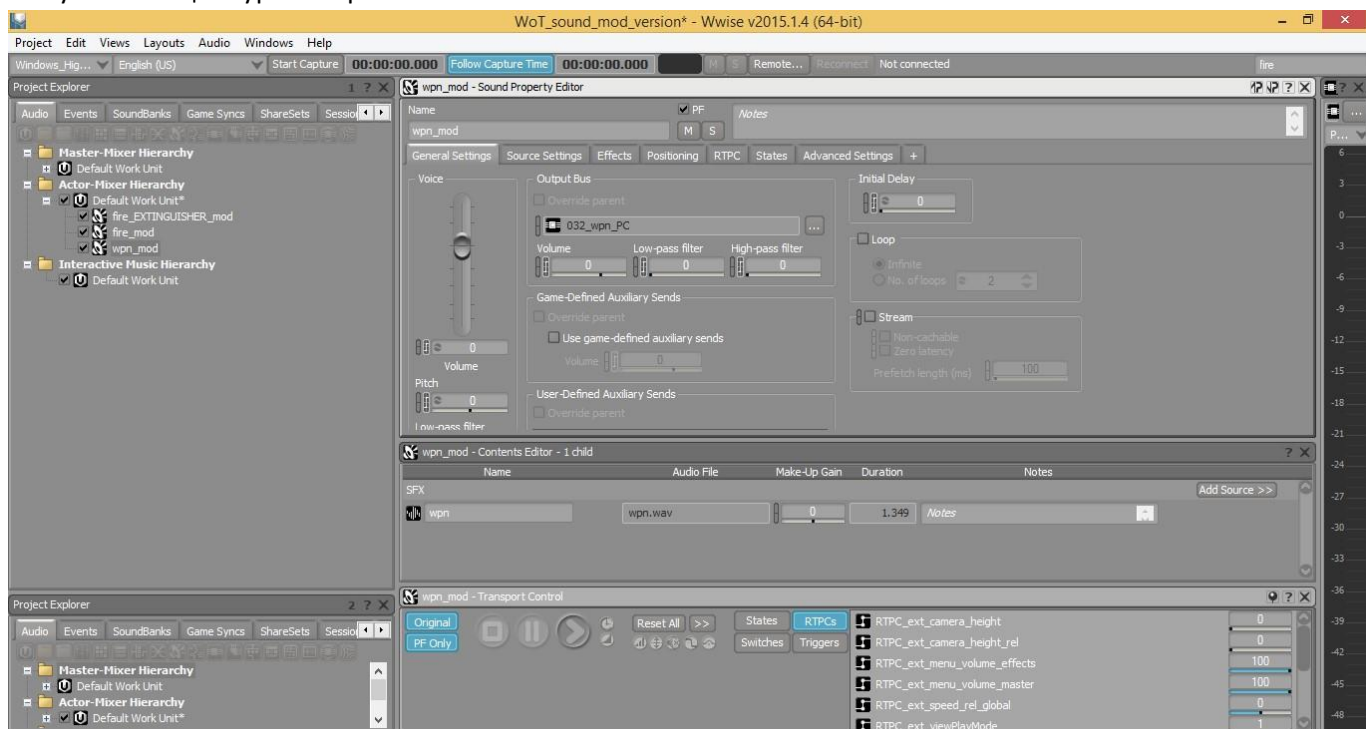 WoT_sound_mod_version* - Wwise v2015.1.4 (64-bit)
Project Edit Views Layouts Audio Windows Help
Windows_Hig... English (US) Start Capture 00:00:00.000 Follow Capture Time 00:00:00.000 M S Remote... Reconnect Not connected fire
Project Explorer 1 ? X
Audio Events SoundBanks Game Syncs ShareSets Session
Master-Mixer Hierarchy
Default Work Unit
Actor-Mixer Hierarchy
Default Work Unit*
fire_EXTINGUISHER_mod
fire_mod
wpn_mod
Interactive Music Hierarchy
Default Work Unit
wpn_mod - Sound Property Editor
Name PF Notes
wpn_mod M S
General Settings Source Settings Effects Positioning RTPC States Advanced Settings +
Voice
0
Volume
Pitch
0
Low-pass filter
Output Bus
Override parent
032_wpn_PC ...
Volume Low-pass filter High-pass filter
0 0 0
Game-Defined Auxiliary Sends
Override parent
Use game-defined auxiliary sends
Volume 0
User-Defined Auxiliary Sends
Override parent
Initial Delay
0
Loop
Infinite
No. of loops 2
Stream
Non-cachable
Zero latency
Prefetch length (ms) 100
wpn_mod - Contents Editor - 1 child ? X
Name Audio File Make-Up Gain Duration Notes
SFX Add Source >>
wpn wpn.wav 0 1.349 Notes
Project Explorer 2 ? X
Audio Events SoundBanks Game Syncs ShareSets Session
Master-Mixer Hierarchy
Default Work Unit
Actor-Mixer Hierarchy
Default Work Unit*
wpn_mod - Transport Control ? X
Original
PF Only
Reset All >>
States RTPCs
Switches Triggers
RTPC_ext_camera_height 0
RTPC_ext_camera_height_rel 0
RTPC_ext_menu_volume_effects 100
RTPC_ext_menu_volume_master 100
RTPC_ext_speed_rel_global 0
RTPC_ext_viewPlayMode 1
? X
...
P...
6
3
0
-3
-6
-9
-12
-15
-18
-21
-24
-27
-30
-33
-36
-39
-42
-45
-48